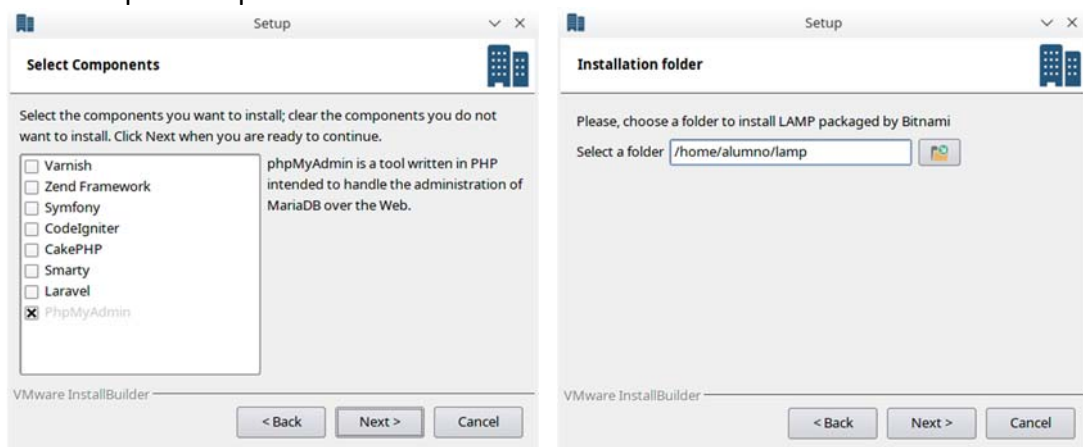 Setup
Select Components
Select the components you want to install; clear the components you do not
want to install. Click Next when you are ready to continue.
Varnish
Zend Framework
Symfony
CodeIgniter
CakePHP
Smarty
Laravel
PhpMyAdmin
phpMyAdmin is a tool written in PHP
intended to handle the administration of
MariaDB over the Web.
VMware InstallBuilder
< Back
Next >
Cancel
Setup
Installation folder
Please, choose a folder to install LAMP packaged by Bitnami
Select a folder /home/alumno/lamp
VMware InstallBuilder
< Back
Next >
Cancel